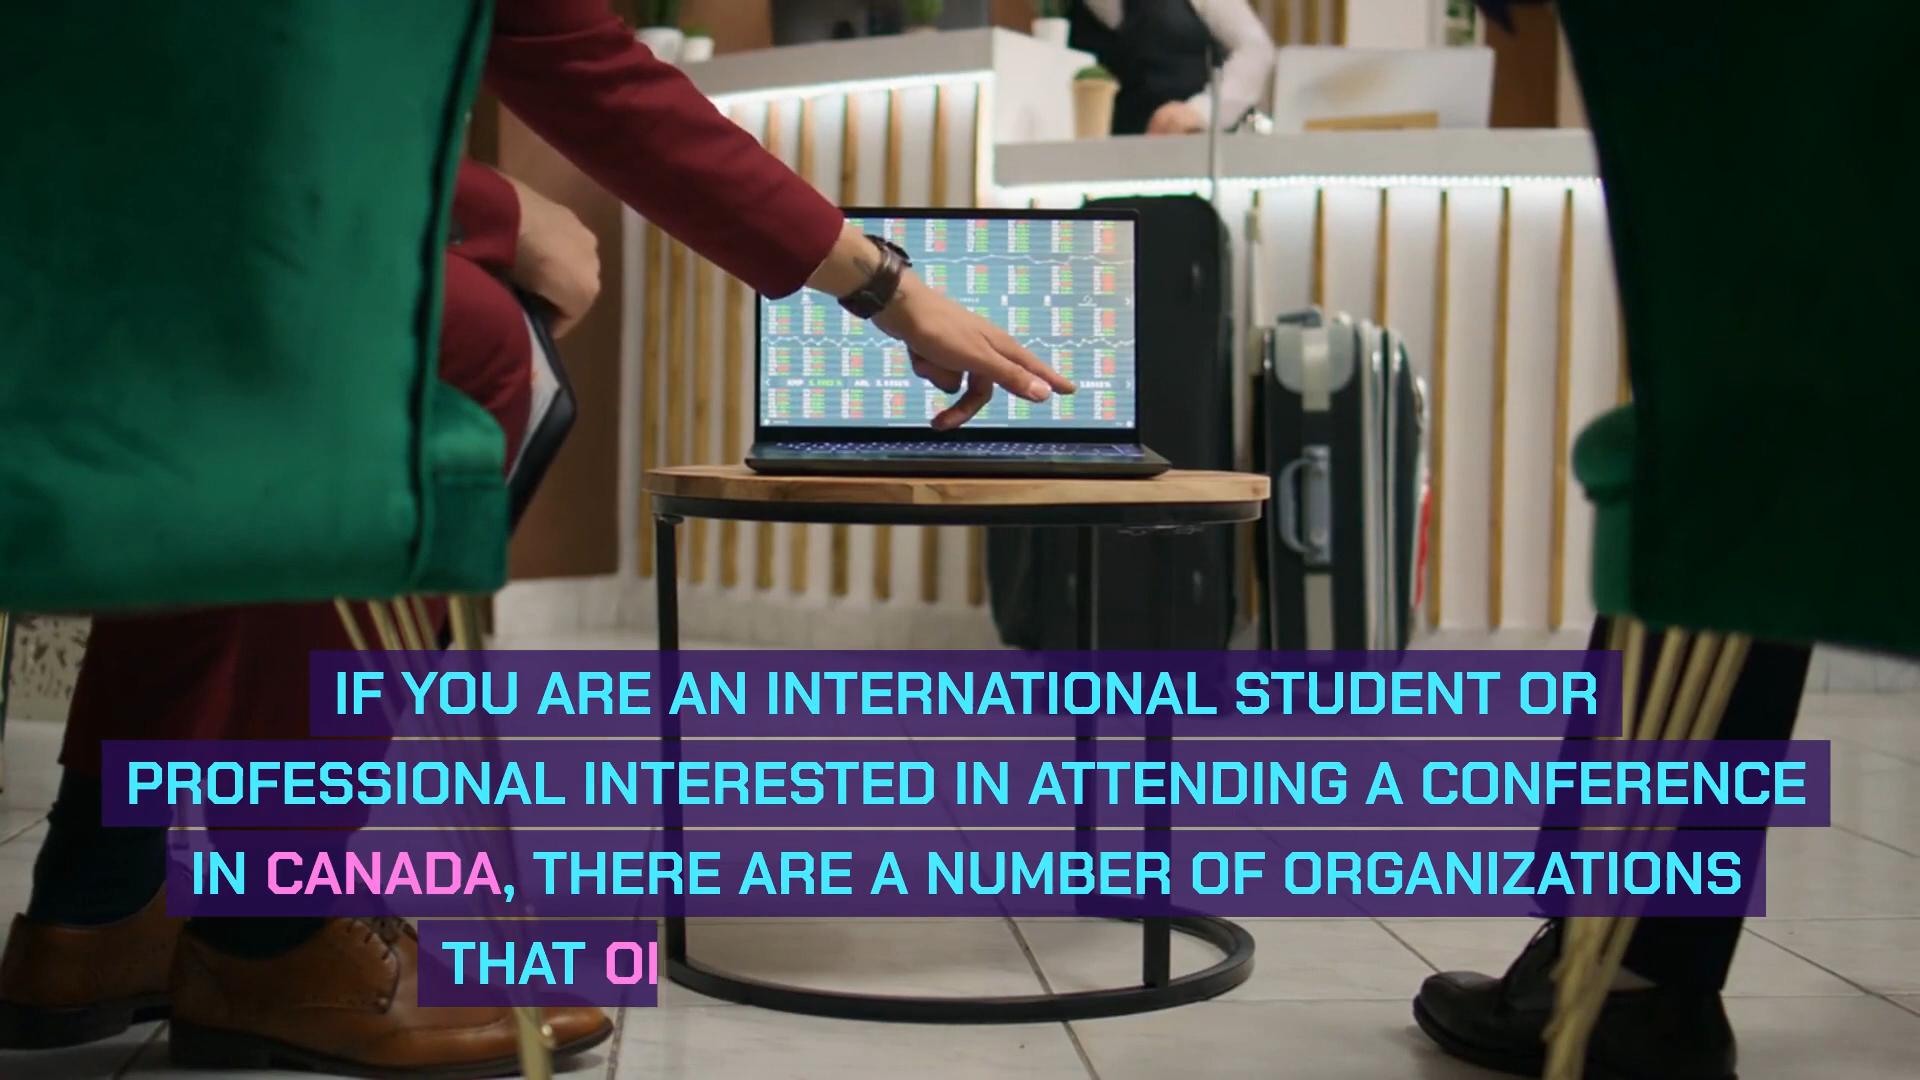 IF YOU ARE AN INTERNATIONAL STUDENT OR
PROFESSIONAL INTERESTED IN ATTENDING A CONFERENCE
IN CANADA, THERE ARE A NUMBER OF ORGANIZATIONS
THAT